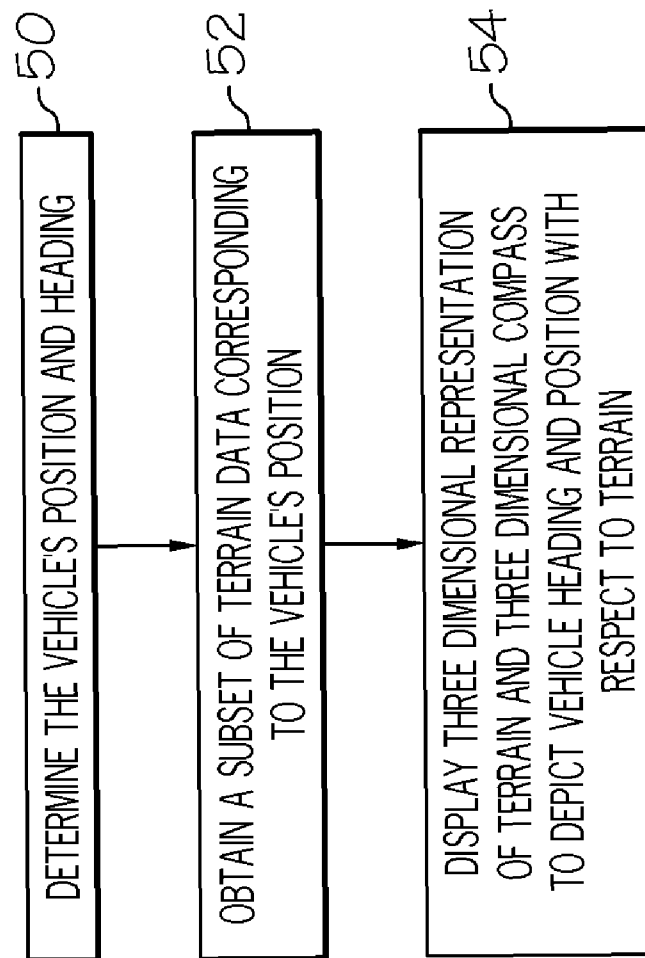 50
DETERMINE THE VEHICLE'S POSITION AND HEADING
52
OBTAIN A SUBSET OF TERRAIN DATA CORRESPONDING
TO THE VEHICLE'S POSITION
54
DISPLAY THREE DIMENSIONAL REPRESENTATION
OF TERRAIN AND THREE DIMENSIONAL COMPASS
TO DEPICT VEHICLE HEADING AND POSITION WITH
RESPECT TO TERRAIN